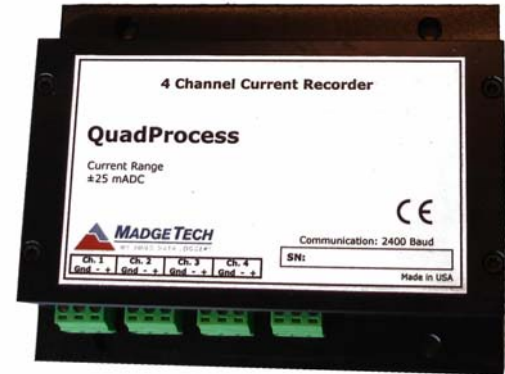 4 Channel Current Recorder
QuadProcess
Current Range
±25 mADC
CE
MADGETECH
Communication: 2400 Baud
SN:
Ch. 1 Ch. 2 Ch. 3 Ch. 4
Gnd - + Gnd - + Gnd - + Gnd - +
Made in USA